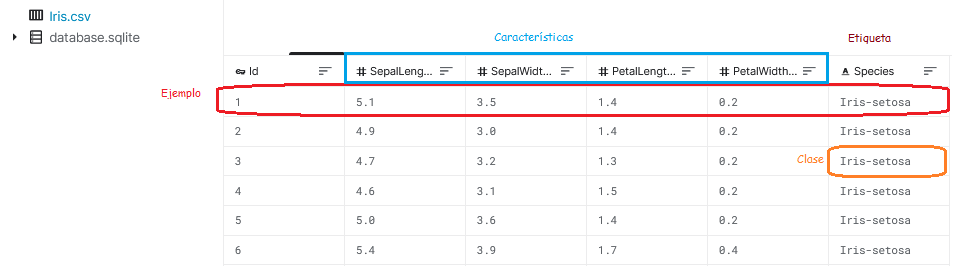 Iris.csv
database.sqlite
Características
Etiqueta
Id SepalLeng... SepalWidt... PetalLengt... PetalWidth... Species
Ejemplo
1 5.1 3.5 1.4 0.2 Iris-setosa
2 4.9 3.0 1.4 0.2 Iris-setosa
3 4.7 3.2 1.3 0.2 Clase Iris-setosa
4 4.6 3.1 1.5 0.2 Iris-setosa
5 5.0 3.6 1.4 0.2 Iris-setosa
6 5.4 3.9 1.7 0.4 Iris-setosa